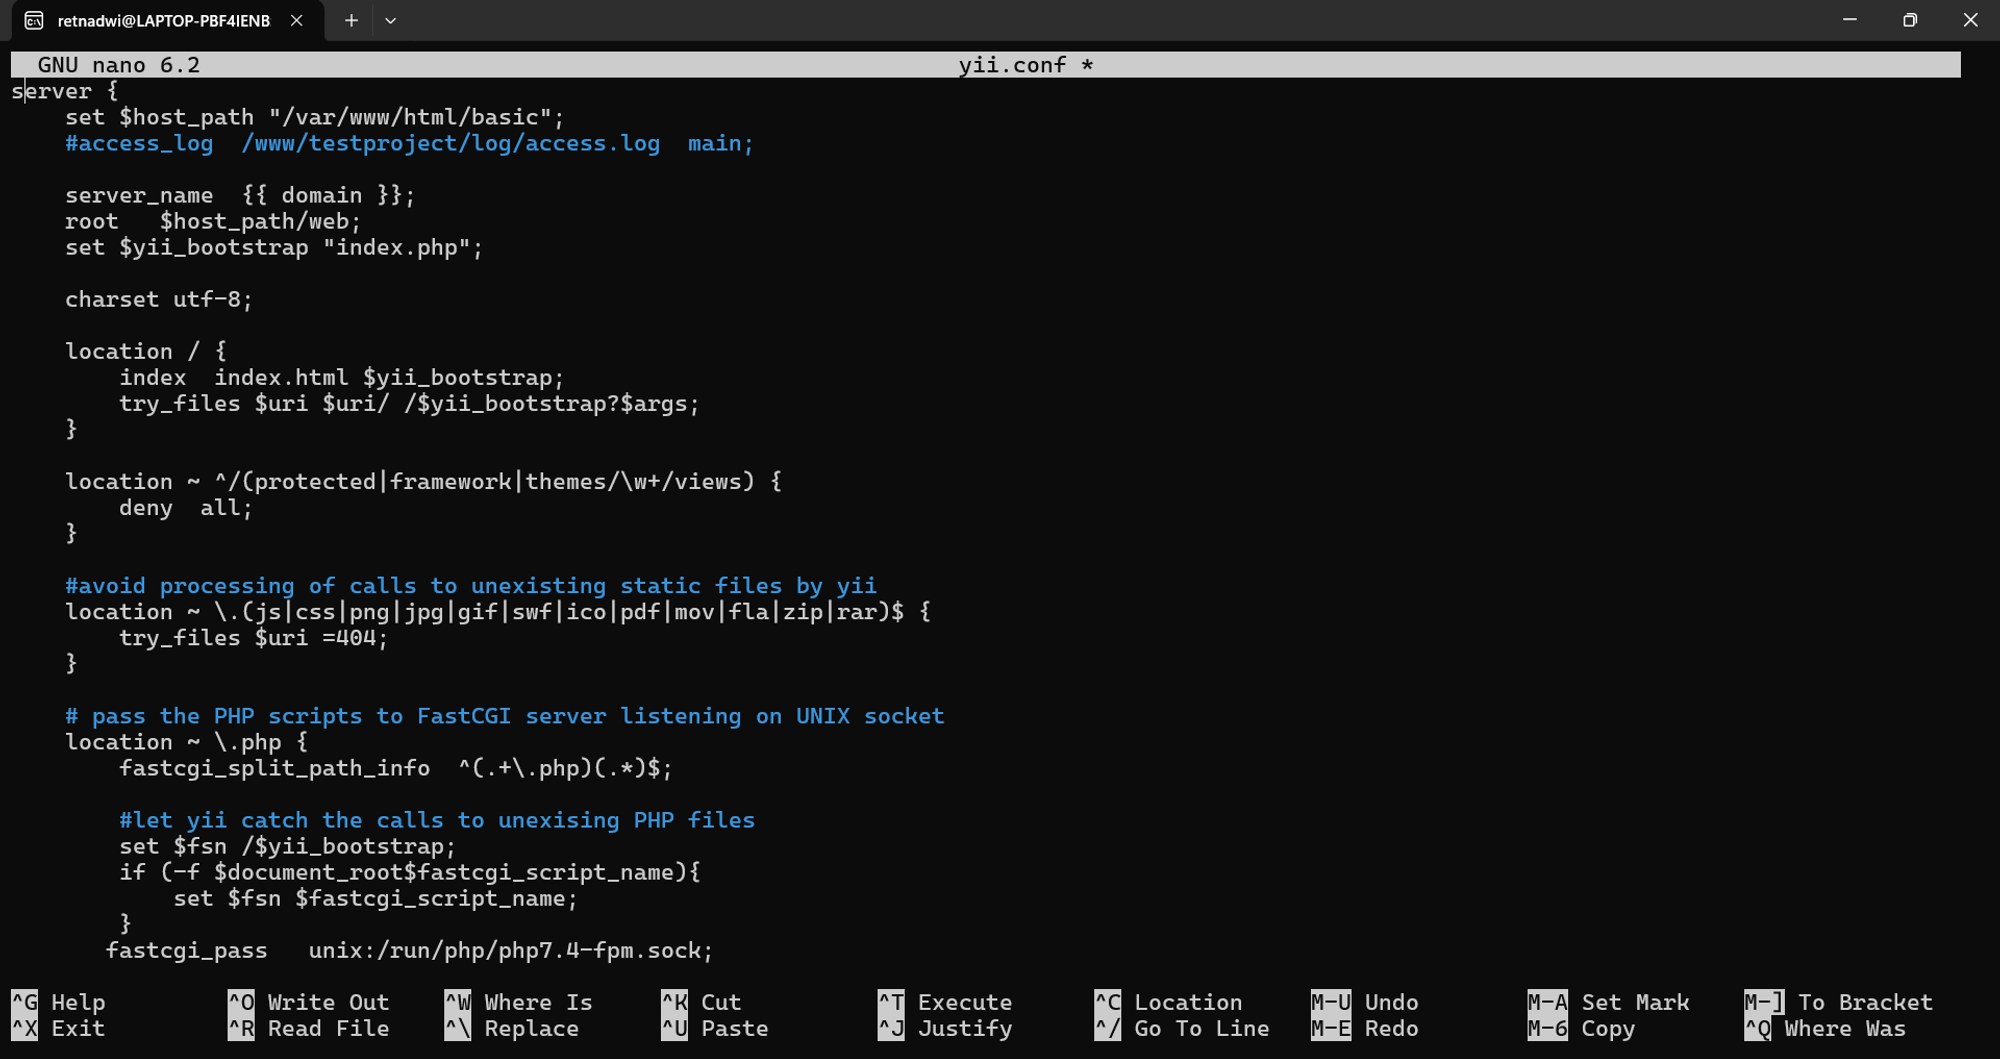 retnadwi@LAPTOP-PBF4IENB
GNU nano 6.2 yii.conf *
server {
    set $host_path "/var/www/html/basic";
    #access_log  /www/testproject/log/access.log  main;

    server_name  {{ domain }};
    root   $host_path/web;
    set $yii_bootstrap "index.php";

    charset utf-8;

    location / {
        index  index.html $yii_bootstrap;
        try_files $uri $uri/ /$yii_bootstrap?$args;
    }

    location ~ ^/(protected|framework|themes/\w+/views) {
        deny  all;
    }

    #avoid processing of calls to unexisting static files by yii
    location ~ \.(js|css|png|jpg|gif|swf|ico|pdf|mov|fla|zip|rar)$ {
        try_files $uri =404;
    }

    # pass the PHP scripts to FastCGI server listening on UNIX socket
    location ~ \.php {
        fastcgi_split_path_info  ^(.+\.php)(.*)$;

        #let yii catch the calls to unexising PHP files
        set $fsn /$yii_bootstrap;
        if (-f $document_root$fastcgi_script_name){
            set $fsn $fastcgi_script_name;
        }
       fastcgi_pass   unix:/run/php/php7.4-fpm.sock;

^G Help ^O Write Out ^W Where Is ^K Cut ^T Execute ^C Location M-U Undo M-A Set Mark M-] To Bracket
^X Exit ^R Read File ^\ Replace ^U Paste ^J Justify ^/ Go To Line M-E Redo M-6 Copy ^Q Where Was